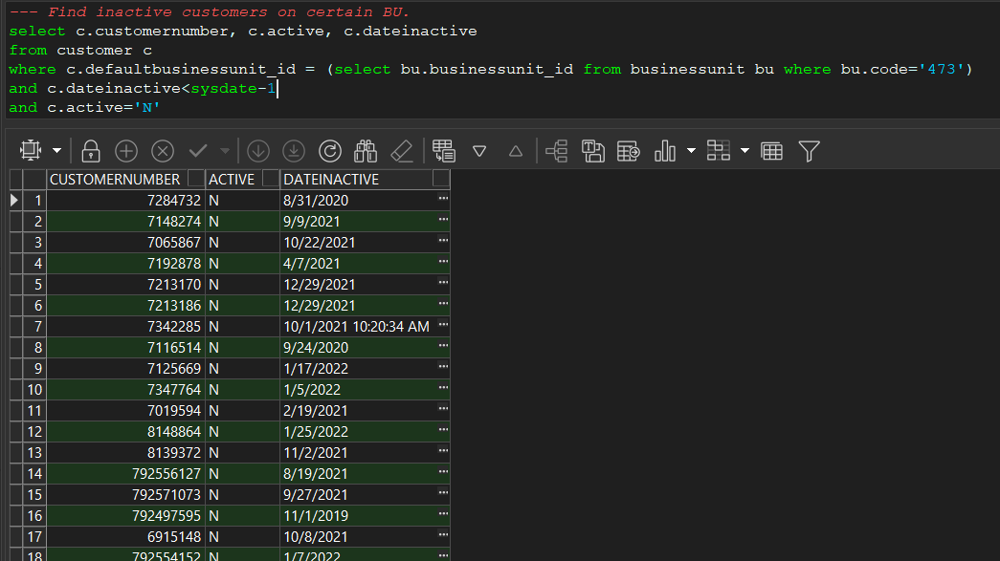 --- Find inactive customers on certain BU.
select c.customernumber, c.active, c.dateinactive
from customer c
where c.defaultbusinessunit_id = (select bu.businessunit_id from businessunit bu where bu.code='473')
and c.dateinactive<sysdate-1
and c.active='N'
CUSTOMERNUMBER ACTIVE DATEINACTIVE
1 7284732 N 8/31/2020 ...
2 7148274 N 9/9/2021 ...
3 7065867 N 10/22/2021 ...
4 7192878 N 4/7/2021 ...
5 7213170 N 12/29/2021 ...
6 7213186 N 12/29/2021 ...
7 7342285 N 10/1/2021 10:20:34 AM ...
8 7116514 N 9/24/2020 ...
9 7125669 N 1/17/2022 ...
10 7347764 N 1/5/2022 ...
11 7019594 N 2/19/2021 ...
12 8148864 N 1/25/2022 ...
13 8139372 N 11/2/2021 ...
14 792556127 N 8/19/2021 ...
15 792571073 N 9/27/2021 ...
16 792497595 N 11/1/2019 ...
17 6915148 N 10/8/2021 ...
18 792554152 N 1/7/2022 ...